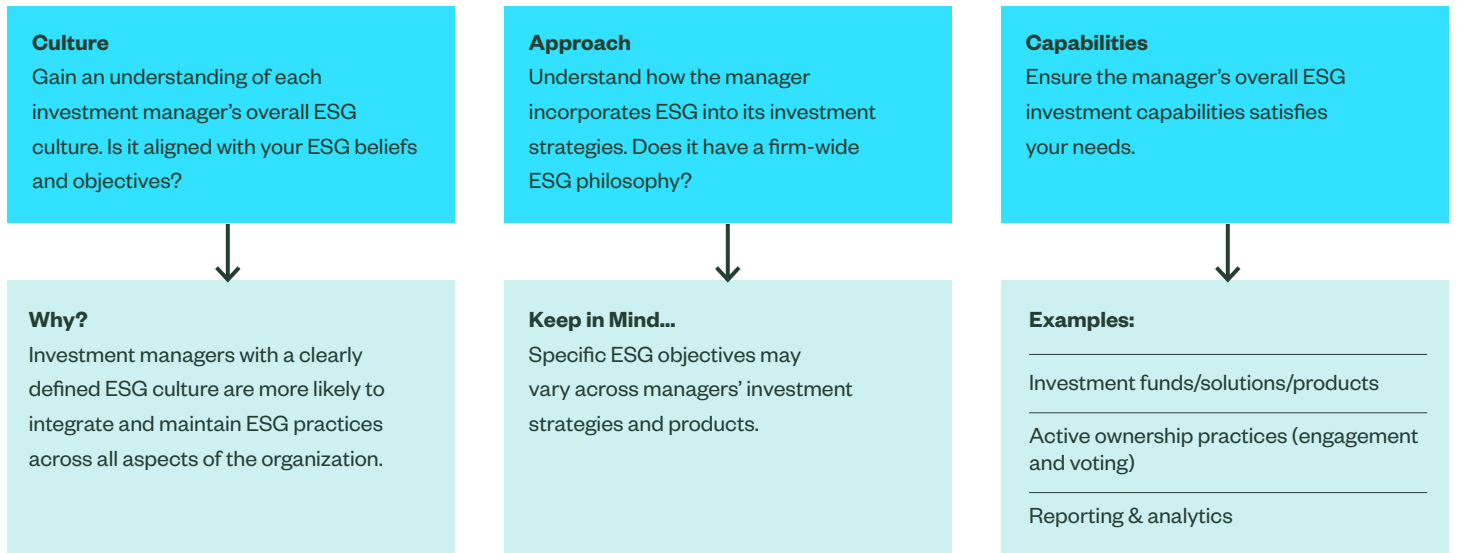 Culture
Gain an understanding of each
investment manager's overall ESG
culture. Is it aligned with your ESG beliefs
and objectives?
Why?
Investment managers with a clearly
defined ESG culture are more likely to
integrate and maintain ESG practices
across all aspects of the organization.
Approach
Understand how the manager
incorporates ESG into its investment
strategies. Does it have a firm-wide
ESG philosophy?
Keep in Mind...
Specific ESG objectives may
vary across managers' investment
strategies and products.
Capabilities
Ensure the manager's overall ESG
investment capabilities satisfies
your needs.
Examples:
Investment funds/solutions/products
Active ownership practices (engagement
and voting)
Reporting & analytics